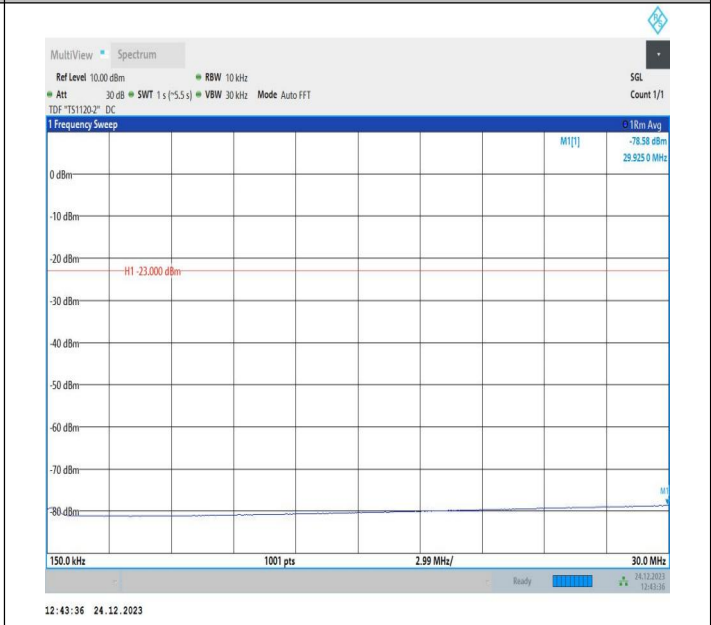 R S
MultiView Spectrum
Ref Level 10.00 dBm RBW 10 kHz SGL
Att 30 dB SWT 1 s (~5.5 s) VBW 30 kHz Mode Auto FFT Count 1/1
TDF "TS1120-2" DC
1 Frequency Sweep 1Rm Avg
M1[1] -78.58 dBm
29.925 0 MHz
0 dBm
-10 dBm
-20 dBm
H1 -23.000 dBm
-30 dBm
-40 dBm
-50 dBm
-60 dBm
-70 dBm
M1
-80 dBm
150.0 kHz 1001 pts 2.99 MHz/ 30.0 MHz
Ready 24.12.2023
12:43:36
12:43:36 24.12.2023